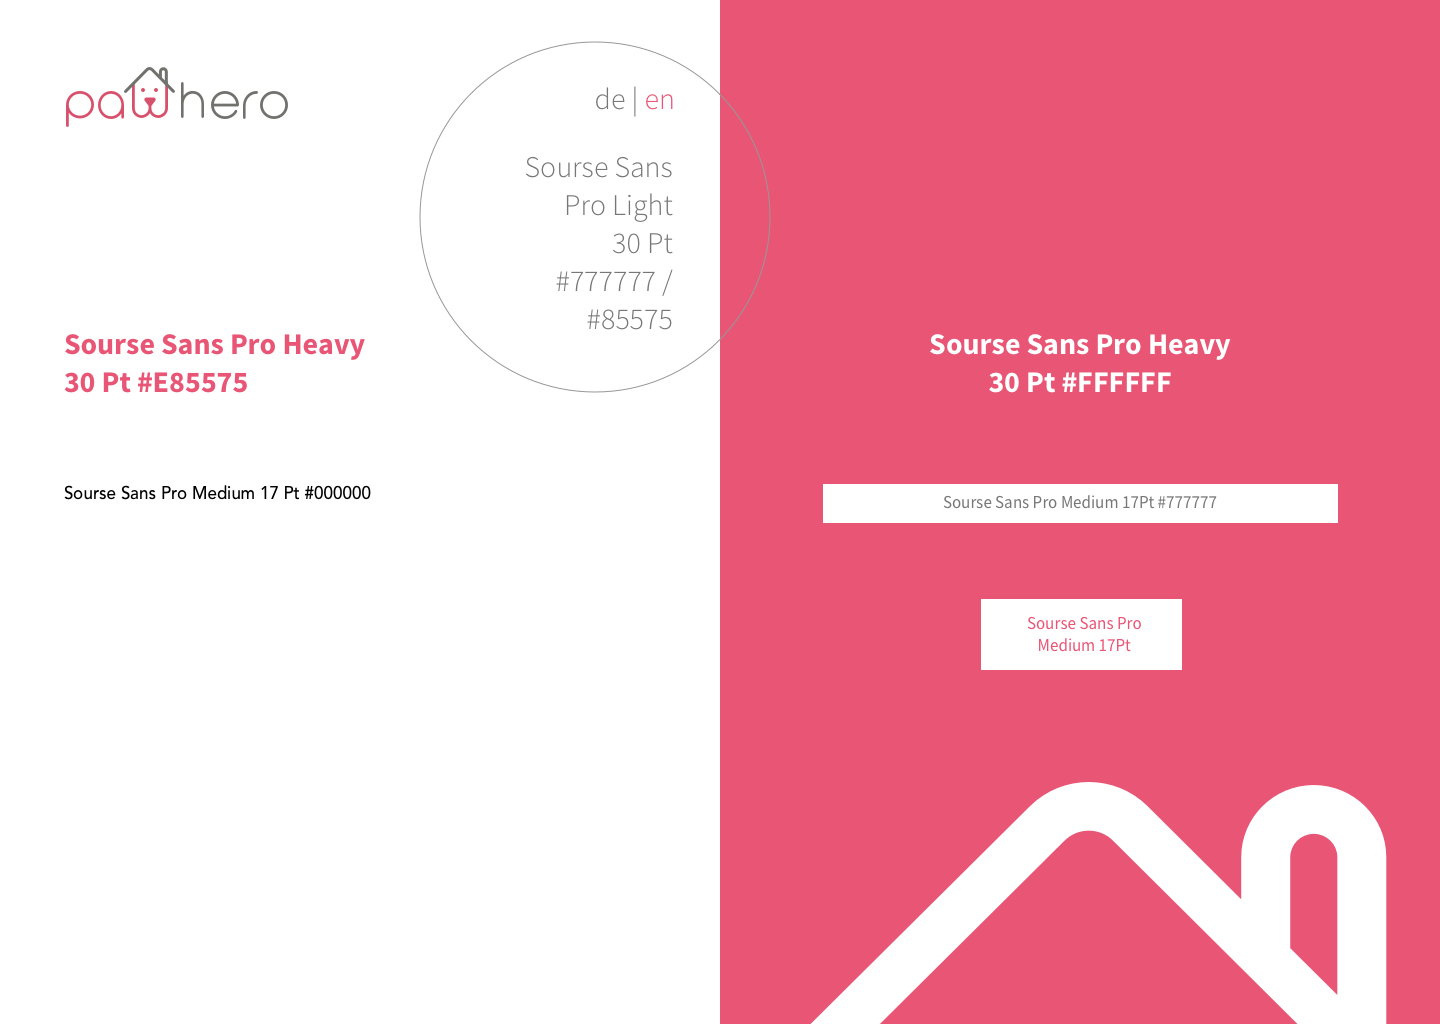 pawhero
de | en
Sourse Sans
Pro Light
30 Pt
#777777 /
#85575
Sourse Sans Pro Heavy
30 Pt #E85575
Sourse Sans Pro Medium 17 Pt #000000
Sourse Sans Pro Heavy
30 Pt #FFFFFF
Sourse Sans Pro Medium 17Pt #777777
Sourse Sans Pro
Medium 17Pt